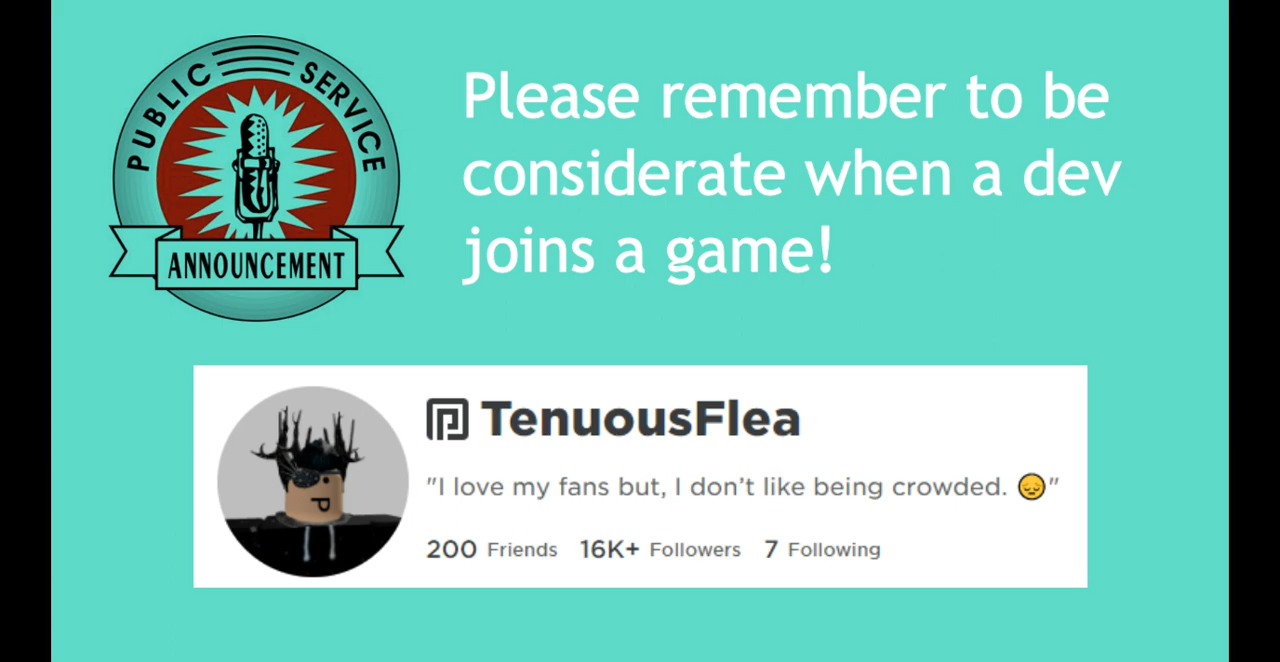 PUBLIC SERVICE
ANNOUNCEMENT
Please remember to be
considerate when a dev
joins a game!
TenuousFlea
"I love my fans but, I don’t like being crowded. 😔"
200 Friends 16K+ Followers 7 Following